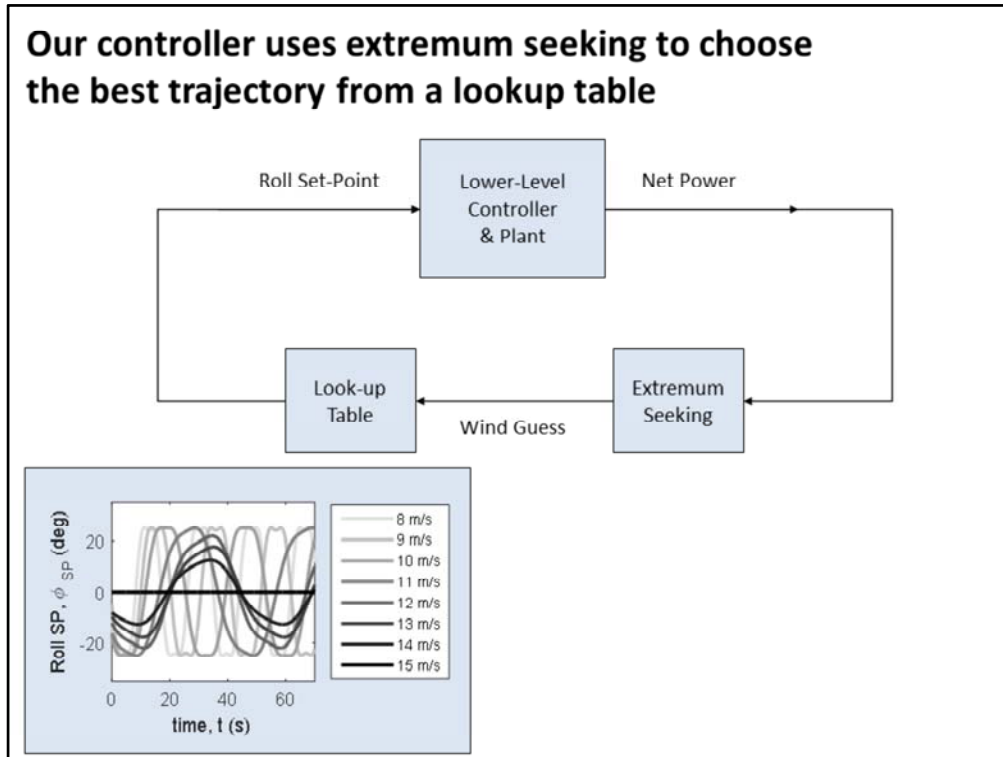 Our controller uses extremum seeking to choose
the best trajectory from a lookup table
Roll Set-Point
Lower-Level
Controller
& Plant
Net Power
Look-up
Table
Wind Guess
Extremum
Seeking
Roll SP, ϕ SP (deg)
20
0
-20
0
20
40
60
time, t (s)
8 m/s
9 m/s
10 m/s
11 m/s
12 m/s
13 m/s
14 m/s
15 m/s